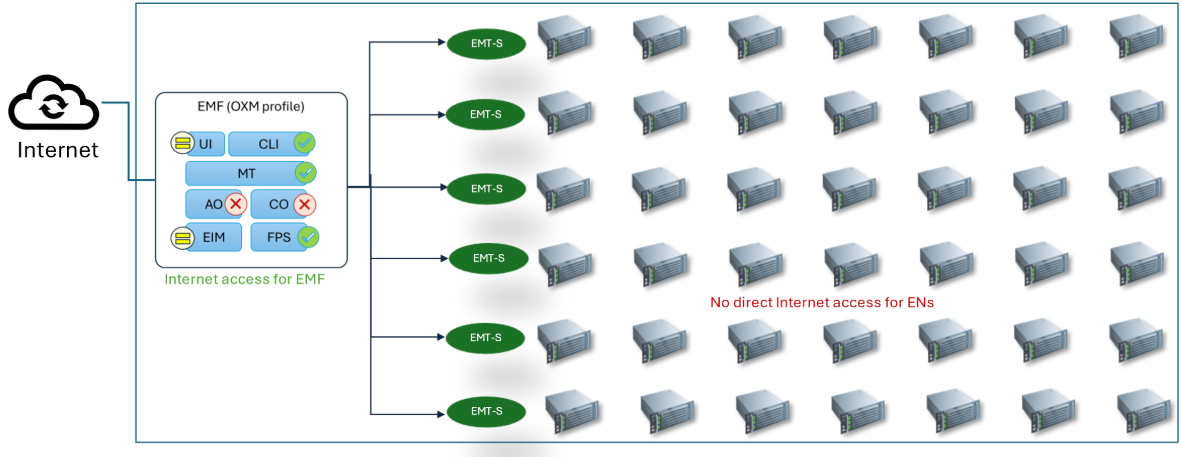 Internet
EMF (OXM profile)
UI
CLI
MT
AO
CO
EIM
FPS
Internet access for EMF
EMT-S
EMT-S
EMT-S
EMT-S
EMT-S
EMT-S
No direct Internet access for ENs